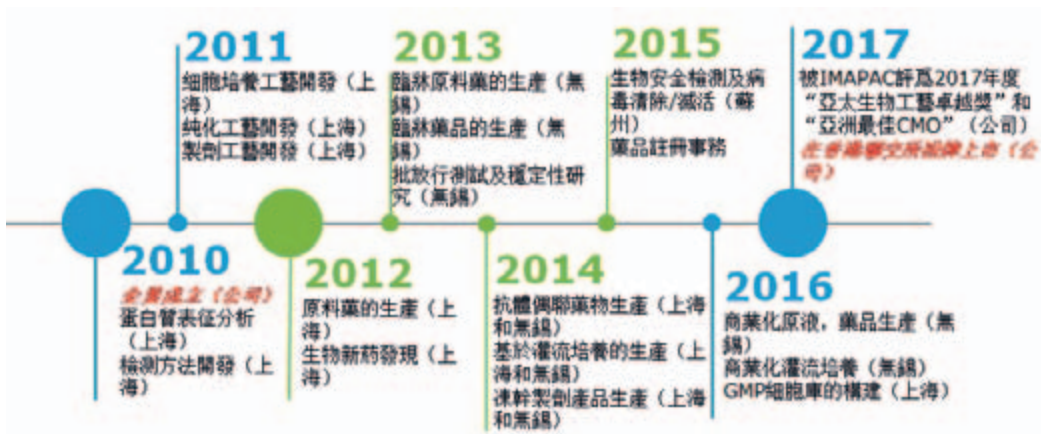 2010
企業成立（公司）
蛋白質表征分析
（上海）
檢測方法開發（上
海）
2011
細胞培養工藝開發（上
海）
純化工藝開發（上海）
製劑工藝開發（上海）
2012
原料藥的生產（上
海）
生物新葯發現（上
海）
2013
臨牀原料藥的生產（無
錫）
臨牀藥品的生產（無
錫）
批放行測試及穩定性研
究（無錫）
2014
抗體偶聯藥物生產（上海
和無錫）
基於灌流培養的生產（上
海和無錫）
凍幹製劑產品生產（上海
和無錫）
2015
生物安全檢測及病
毒清除/滅活（蘇
州）
藥品註冊事務
2016
商業化原液，藥品生產（無
錫）
商業化灌流培養（無錫）
GMP細胞庫的構建（上海）
2017
被IMAPAC評爲2017年度
“亞太生物工藝卓越獎”和
“亞洲最佳CMO”（公司）
在香港聯交所掛牌上市（公
司）